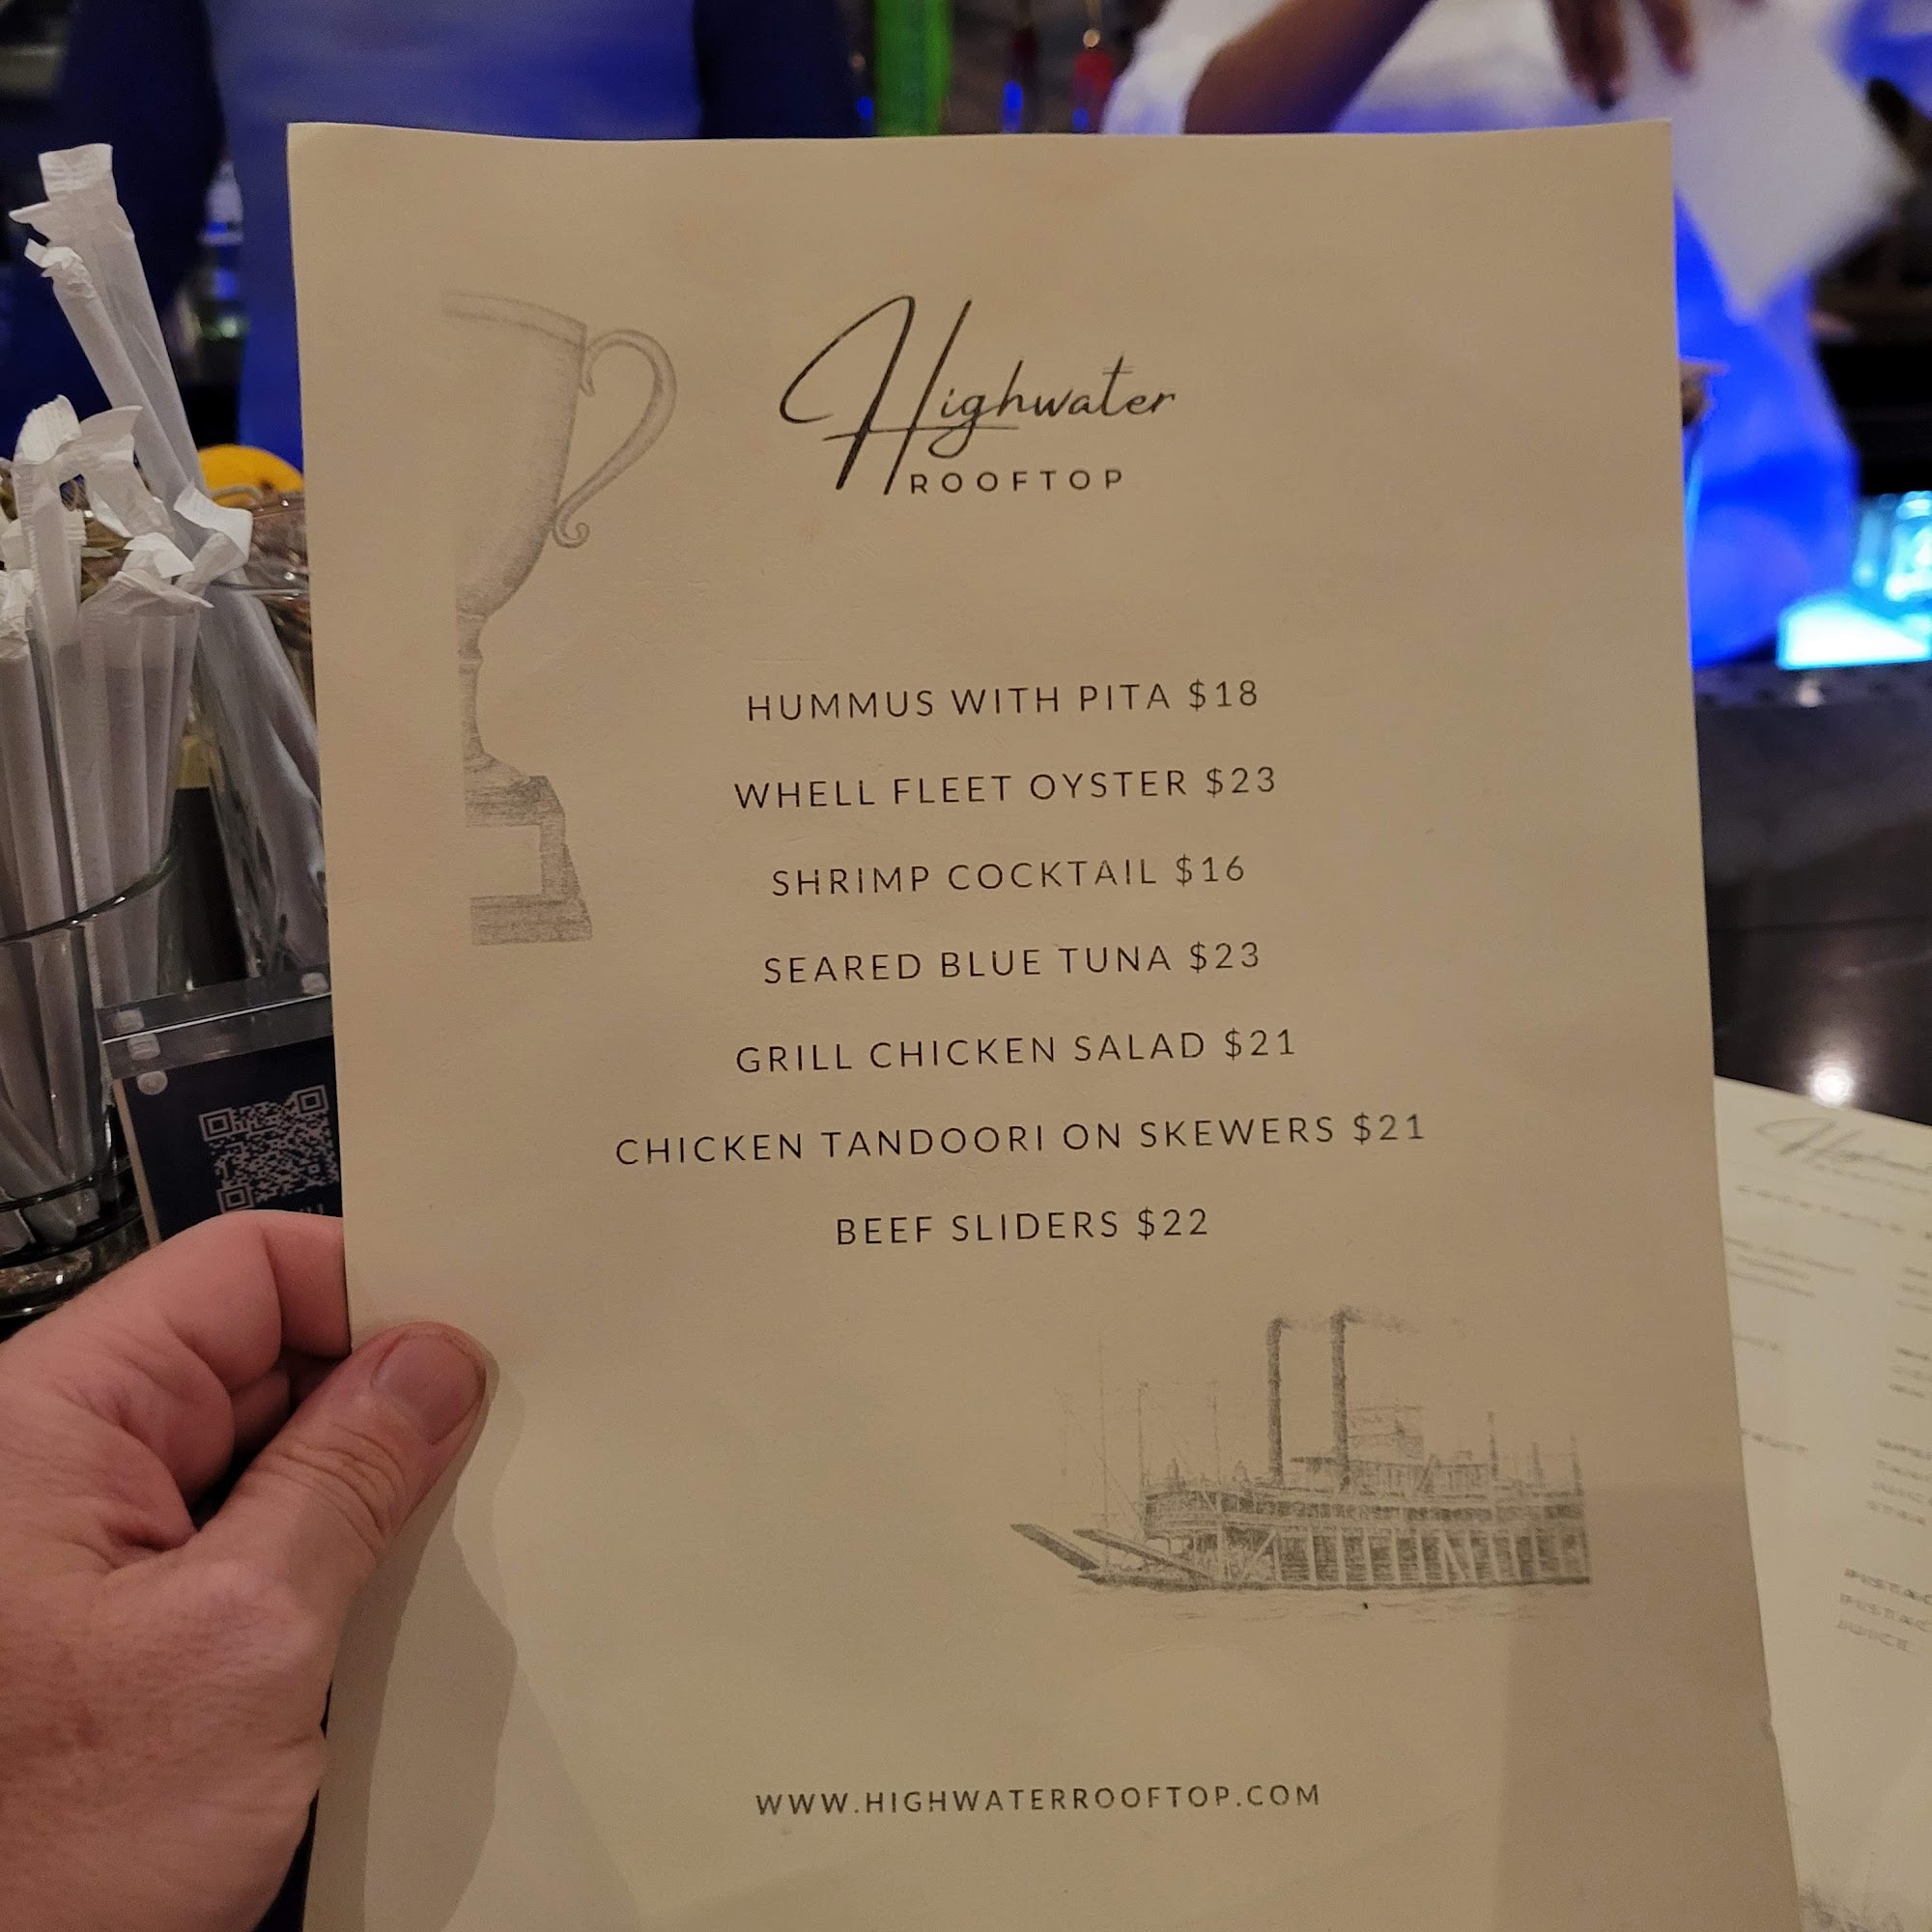 Highwater
ROOFTOP
HUMMUS WITH PITA $18
WHELL FLEET OYSTER $23
SHRIMP COCKTAIL $16
SEARED BLUE TUNA $23
GRILL CHICKEN SALAD $21
CHICKEN TANDOORI ON SKEWERS $21
BEEF SLIDERS $22
WWW.HIGHWATERROOFTOP.COM
JUICE